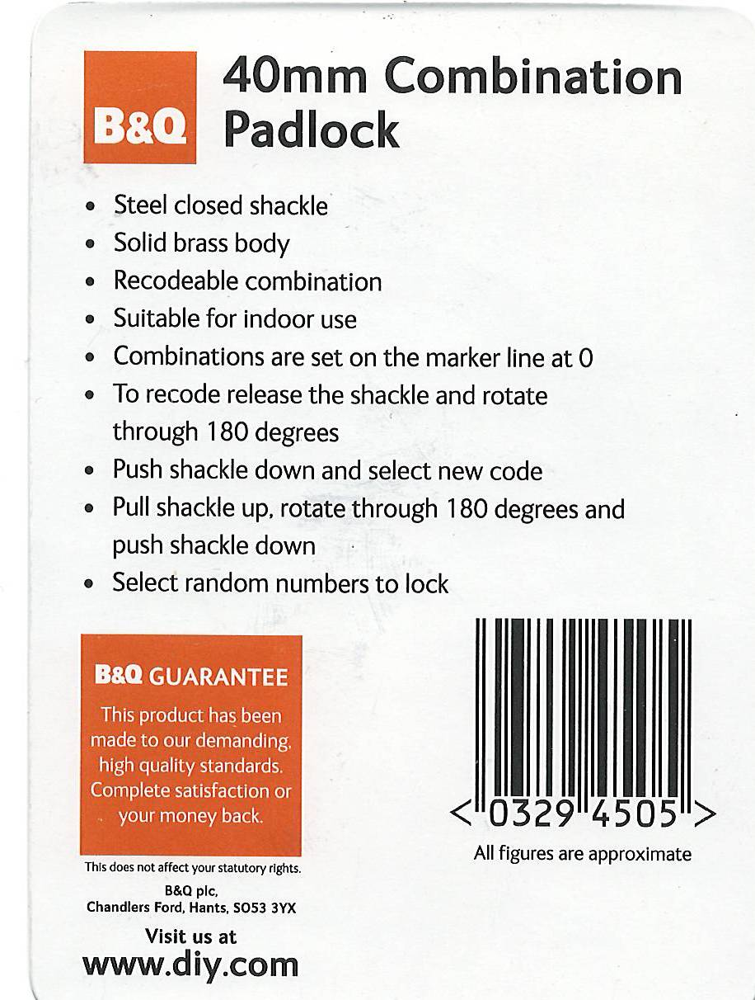 B&Q
40mm Combination
Padlock
• Steel closed shackle
• Solid brass body
• Recodeable combination
• Suitable for indoor use
• Combinations are set on the marker line at 0
• To recode release the shackle and rotate
through 180 degrees
• Push shackle down and select new code
• Pull shackle up, rotate through 180 degrees and
push shackle down
• Select random numbers to lock
B&Q GUARANTEE
This product has been
made to our demanding,
high quality standards.
Complete satisfaction or
your money back.
This does not affect your statutory rights.
B&Q plc,
Chandlers Ford, Hants, SO53 3YX
Visit us at
www.diy.com
<0329 4505>
All figures are approximate